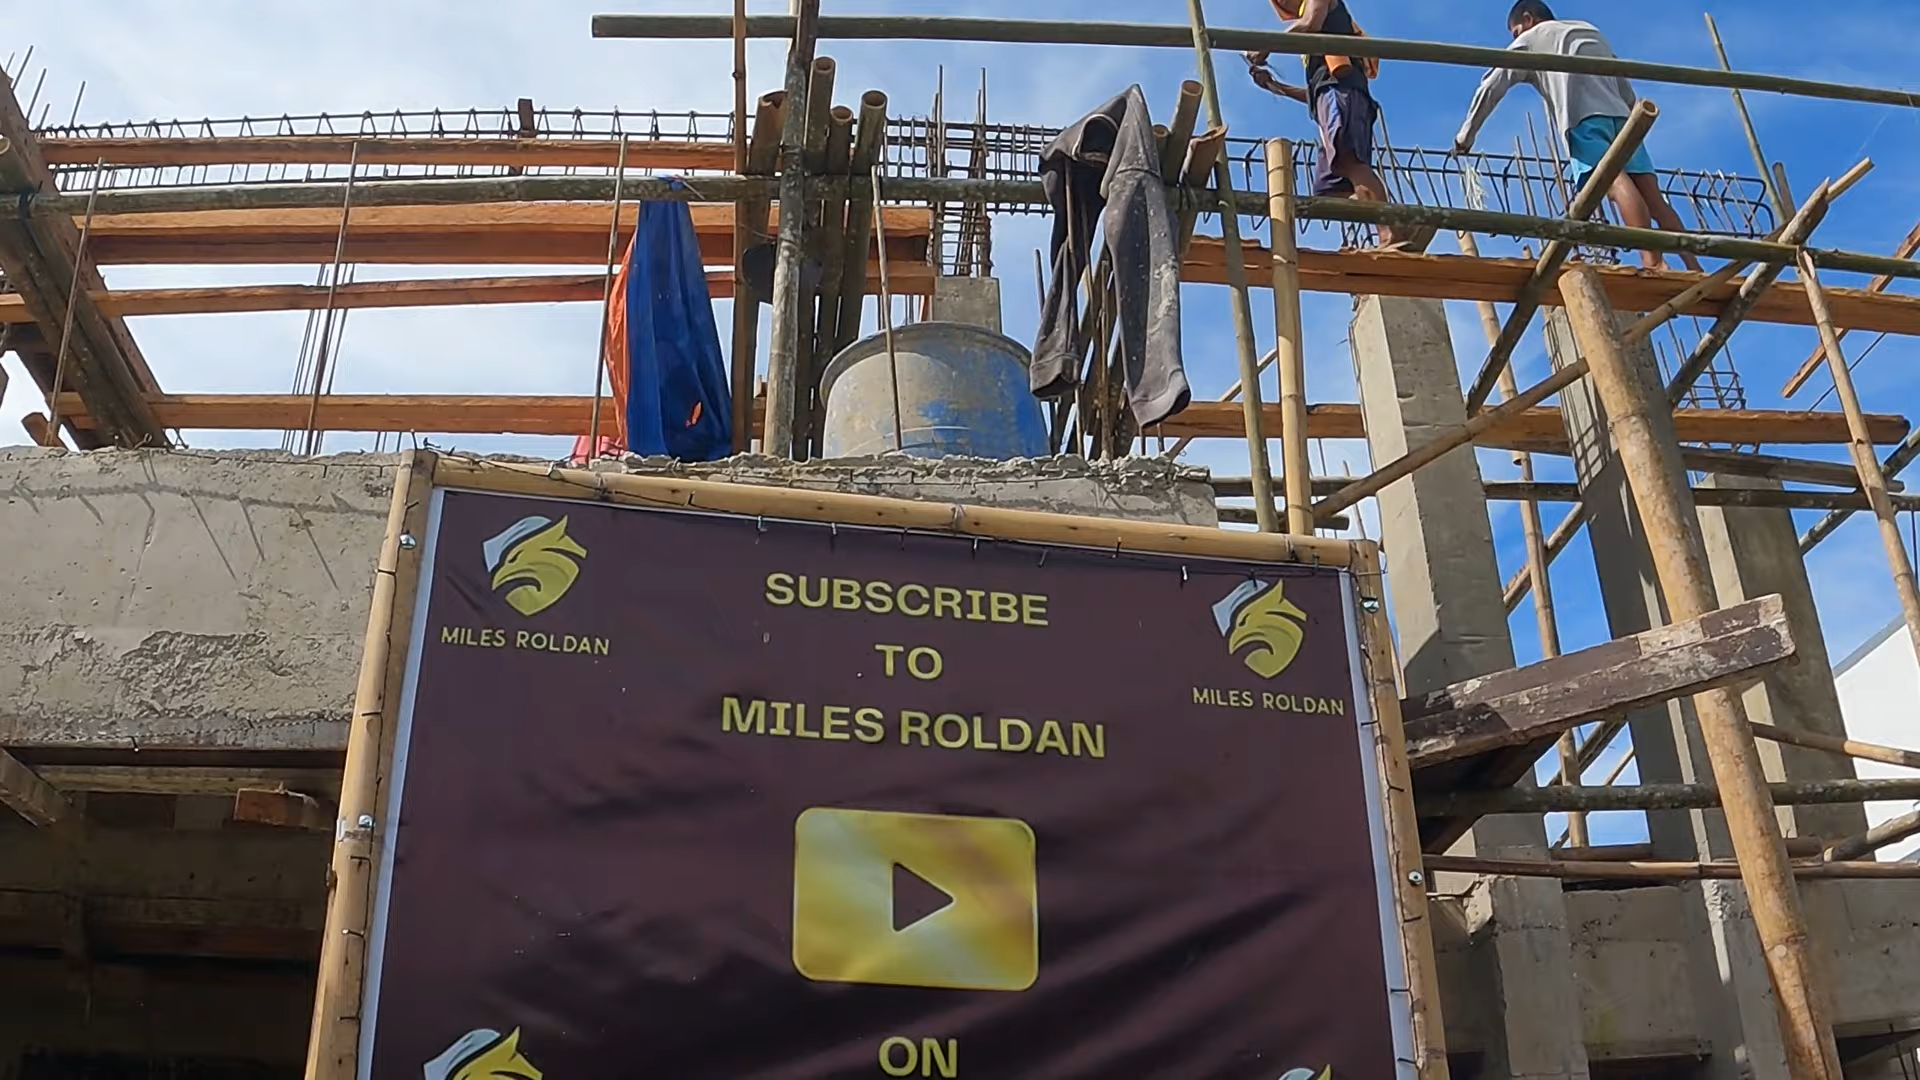 MILES ROLDAN
SUBSCRIBE
TO
MILES ROLDAN
MILES ROLDAN
ON